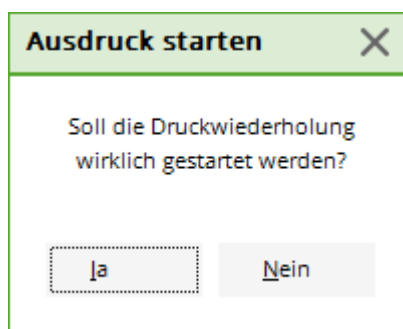 Ausdruck starten
Soll die Druckwiederholung
wirklich gestartet werden?
Ja
Nein